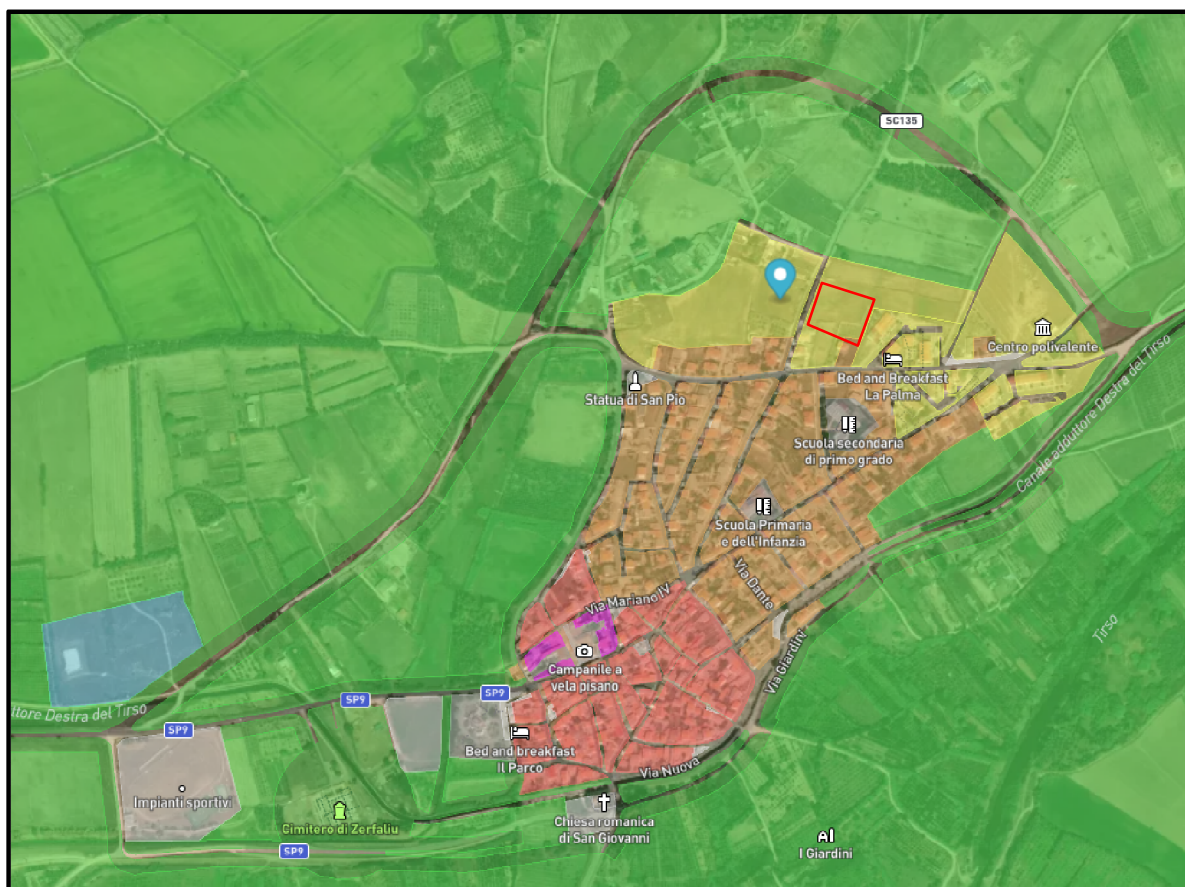 SC135
Centro polivalente
Bed and Breakfast
La Palma
Statua di San Pio
Scuola secondaria
di primo grado
Canale adduttore Destra del Tirso
Scuola Primaria
e dell'Infanzia
Via Dante
Via Mariano IV
Tirso
Via Giardini
Campanile a
vela pisano
SP9
SP9
uttore Destra del Tirso
SP9
Bed and breakfast
Il Parco
Via Nuova
Impianti sportivi
Cimitero di Zerfaliu
Chiesa romanica
di San Giovanni
I Giardini
SP9